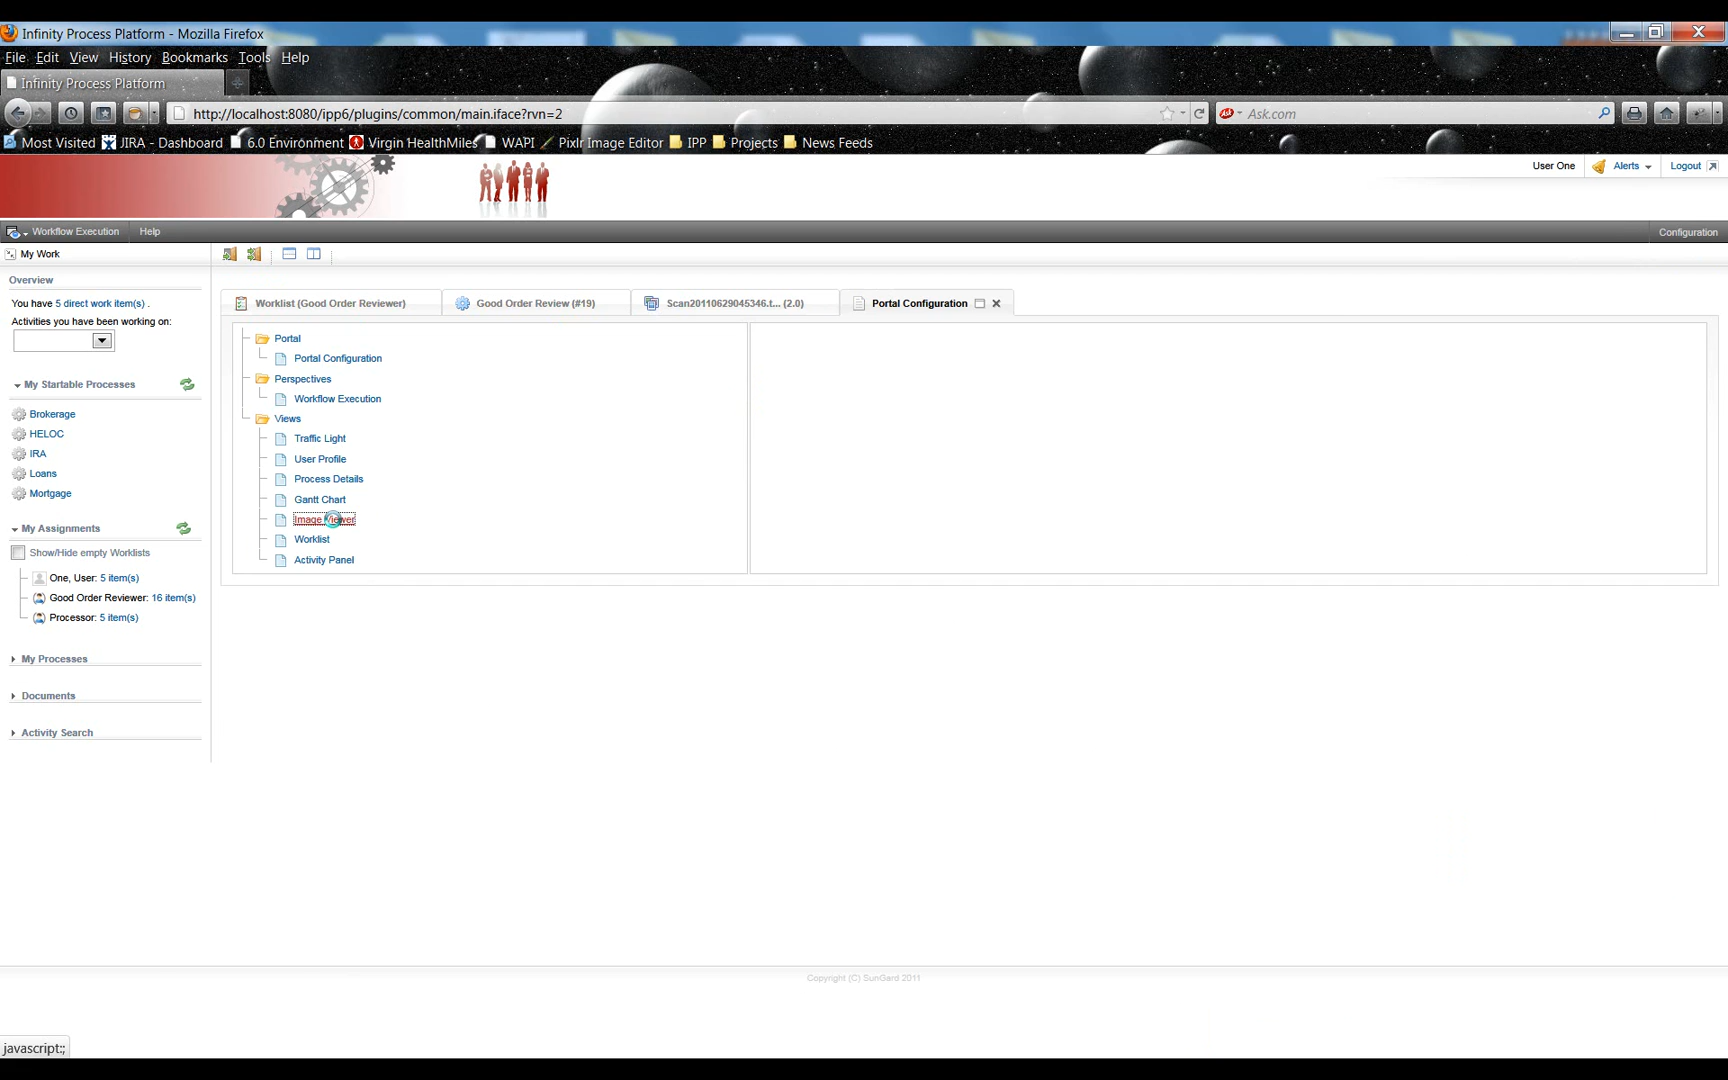 Infinity Process Platform - Mozilla Firefox
File Edit View History Bookmarks Tools Help
Infinity Process Platform
http://localhost:8080/ipp6/plugins/common/main.iface?rvn=2
Ask.com
Most Visited JIRA - Dashboard 6.0 Environment Virgin HealthMiles WAPI Pixlr Image Editor IPP Projects News Feeds
User One Alerts Logout
Workflow Execution Help Configuration
My Work
Overview
You have 5 direct work item(s) .
Activities you have been working on:
My Startable Processes
Brokerage
HELOC
IRA
Loans
Mortgage
My Assignments
Show/Hide empty Worklists
One, User: 5 item(s)
Good Order Reviewer: 16 item(s)
Processor: 5 item(s)
My Processes
Documents
Activity Search
Worklist (Good Order Reviewer) Good Order Review (#19) Scan20110629045346.t... (2.0) Portal Configuration
Portal
Portal Configuration
Perspectives
Workflow Execution
Views
Traffic Light
User Profile
Process Details
Gantt Chart
Image Viewer
Worklist
Activity Panel
Copyright (C) SunGard 2011
javascript:;